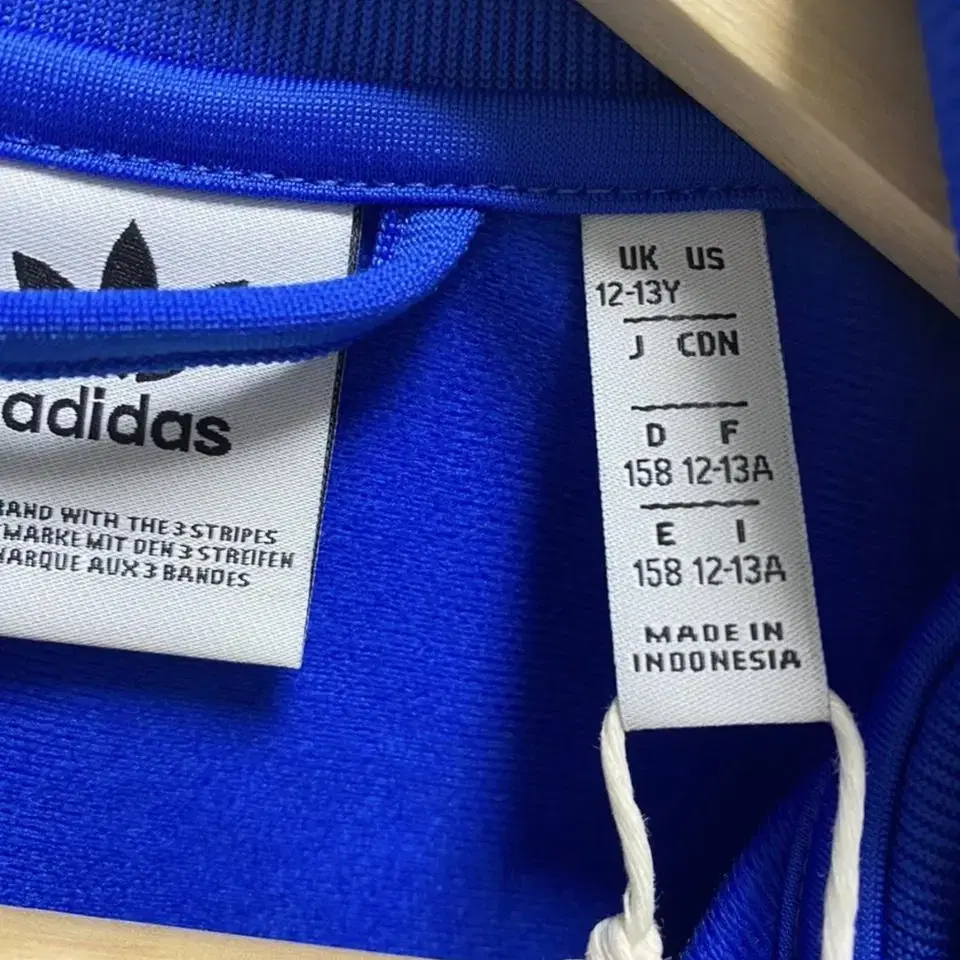 adidas
AND WITH THE 3 STRIPES
MARKE MIT DEN 3 STREIFEN
MARQUE AUX 3 BANDES
UK US
12-13Y
J CDN
D F
158 12-13A
E I
158 12-13A
MADE IN
INDONESIA